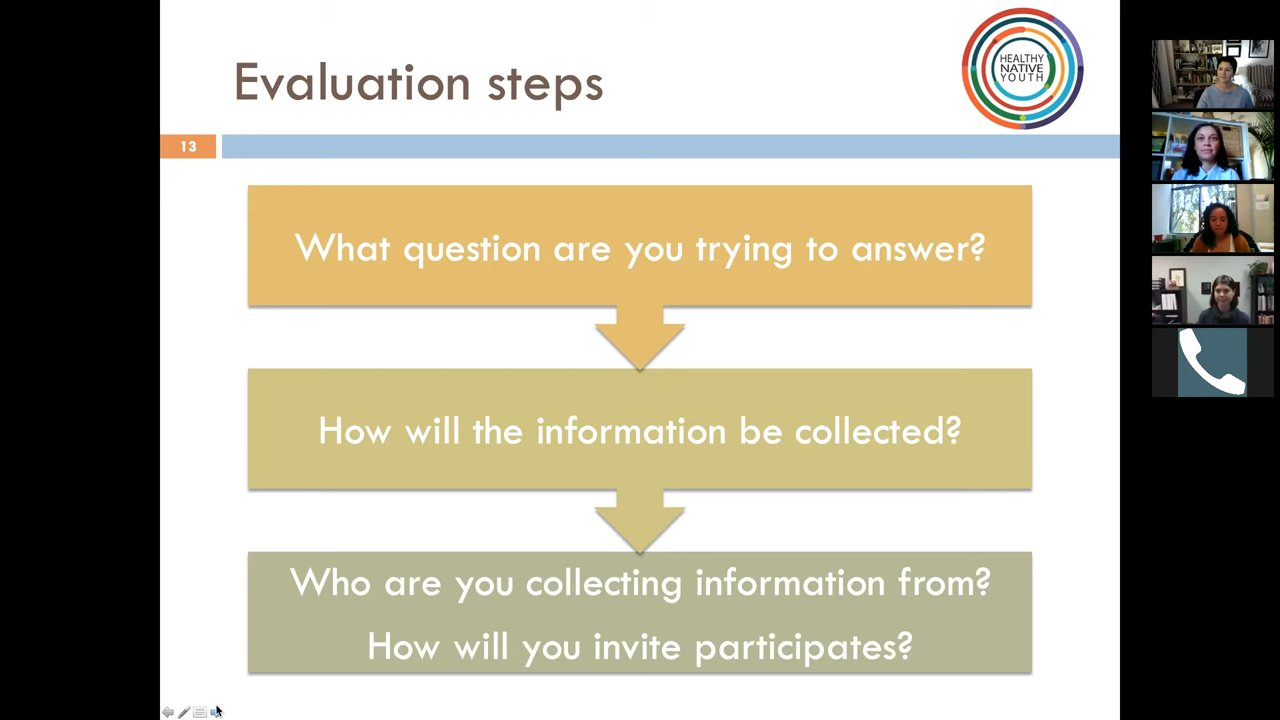 Evaluation steps
HEALTHY
NATIVE
YOUTH
13
What question are you trying to answer?
How will the information be collected?
Who are you collecting information from?
How will you invite participates?